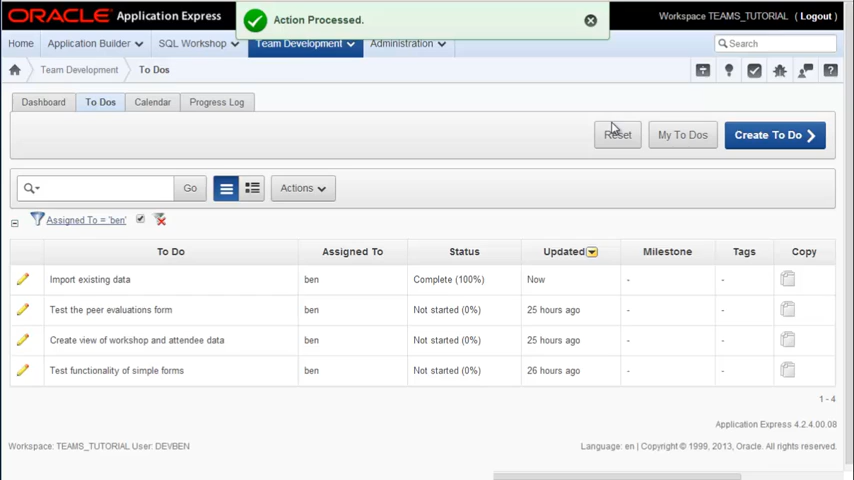 ORACLE Application Express
Action Processed.
Workspace TEAMS_TUTORIAL (Logout)
Home Application Builder SQL Workshop Team Development Administration Search
Team Development To Dos
Dashboard To Dos Calendar Progress Log
Reset My To Dos Create To Do
Go Actions
Assigned To = 'ben'
To Do Assigned To Status Updated Milestone Tags Copy
Import existing data ben Complete (100%) Now - -
Test the peer evaluations form ben Not started (0%) 25 hours ago - -
Create view of workshop and attendee data ben Not started (0%) 25 hours ago - -
Test functionality of simple forms ben Not started (0%) 26 hours ago - -
1 - 4
Application Express 4.2.4.00.08
Workspace: TEAMS_TUTORIAL User: DEVBEN Language: en | Copyright © 1999, 2013, Oracle. All rights reserved.